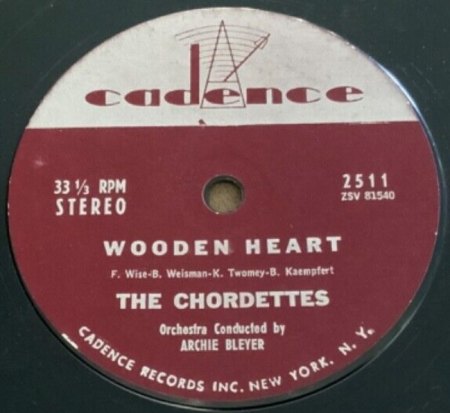 cadence
33 1/3 RPM
STEREO
2511
ZSV 81540
WOODEN HEART
F. Wise-B. Weisman-K. Twomey-B. Kaempfert
THE CHORDETTES
Orchestra Conducted by
ARCHIE BLEYER
CADENCE RECORDS INC. NEW YORK, N. Y.